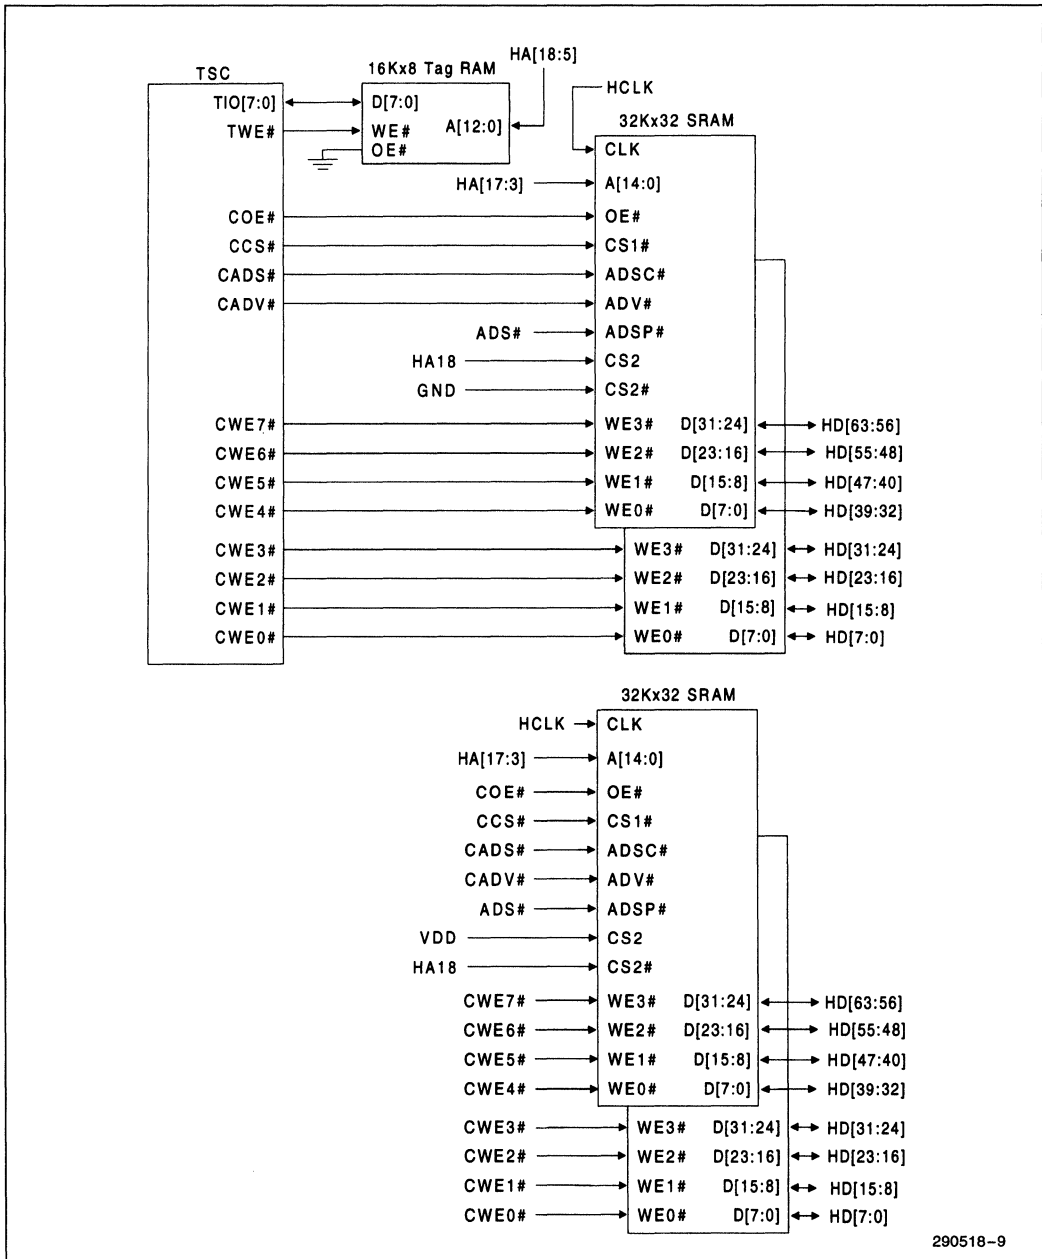 HA[18:5]
TSC
16Kx8 Tag RAM
TIO[7:0] D[7:0]
HCLK
TWE# WE# A[12:0]
32Kx32 SRAM
OE#
CLK
HA[17:3] A[14:0]
COE# OE#
CCS# CS1#
CADS# ADSC#
CADV# ADV#
ADS# ADSP#
HA18 CS2
GND CS2#
CWE7# WE3# D[31:24] HD[63:56]
CWE6# WE2# D[23:16] HD[55:48]
CWE5# WE1# D[15:8] HD[47:40]
CWE4# WE0# D[7:0] HD[39:32]
CWE3# WE3# D[31:24] HD[31:24]
CWE2# WE2# D[23:16] HD[23:16]
CWE1# WE1# D[15:8] HD[15:8]
CWE0# WE0# D[7:0] HD[7:0]
32Kx32 SRAM
HCLK CLK
HA[17:3] A[14:0]
COE# OE#
CCS# CS1#
CADS# ADSC#
CADV# ADV#
ADS# ADSP#
VDD CS2
HA18 CS2#
CWE7# WE3# D[31:24] HD[63:56]
CWE6# WE2# D[23:16] HD[55:48]
CWE5# WE1# D[15:8] HD[47:40]
CWE4# WE0# D[7:0] HD[39:32]
CWE3# WE3# D[31:24] HD[31:24]
CWE2# WE2# D[23:16] HD[23:16]
CWE1# WE1# D[15:8] HD[15:8]
CWE0# WE0# D[7:0] HD[7:0]
290518-9